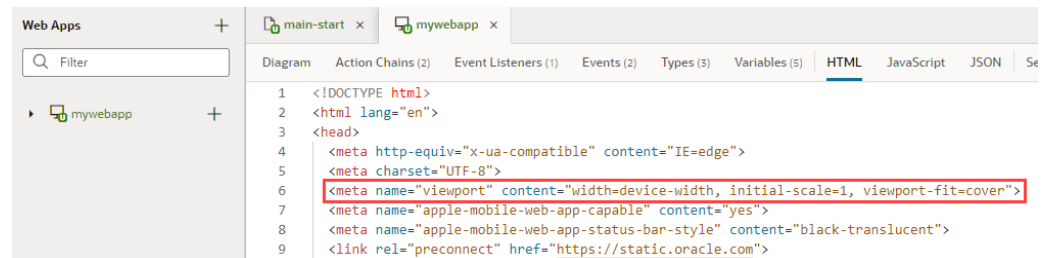 Web Apps +
main-start × mywebapp ×
Filter
Diagram Action Chains (2) Event Listeners (1) Events (2) Types (3) Variables (5) HTML JavaScript JSON Se
mywebapp +
1 <!DOCTYPE html>
2 <html lang="en">
3 <head>
4 <meta http-equiv="x-ua-compatible" content="IE=edge">
5 <meta charset="UTF-8">
6 <meta name="viewport" content="width=device-width, initial-scale=1, viewport-fit=cover">
7 <meta name="apple-mobile-web-app-capable" content="yes">
8 <meta name="apple-mobile-web-app-status-bar-style" content="black-translucent">
9 <link rel="preconnect" href="https://static.oracle.com">